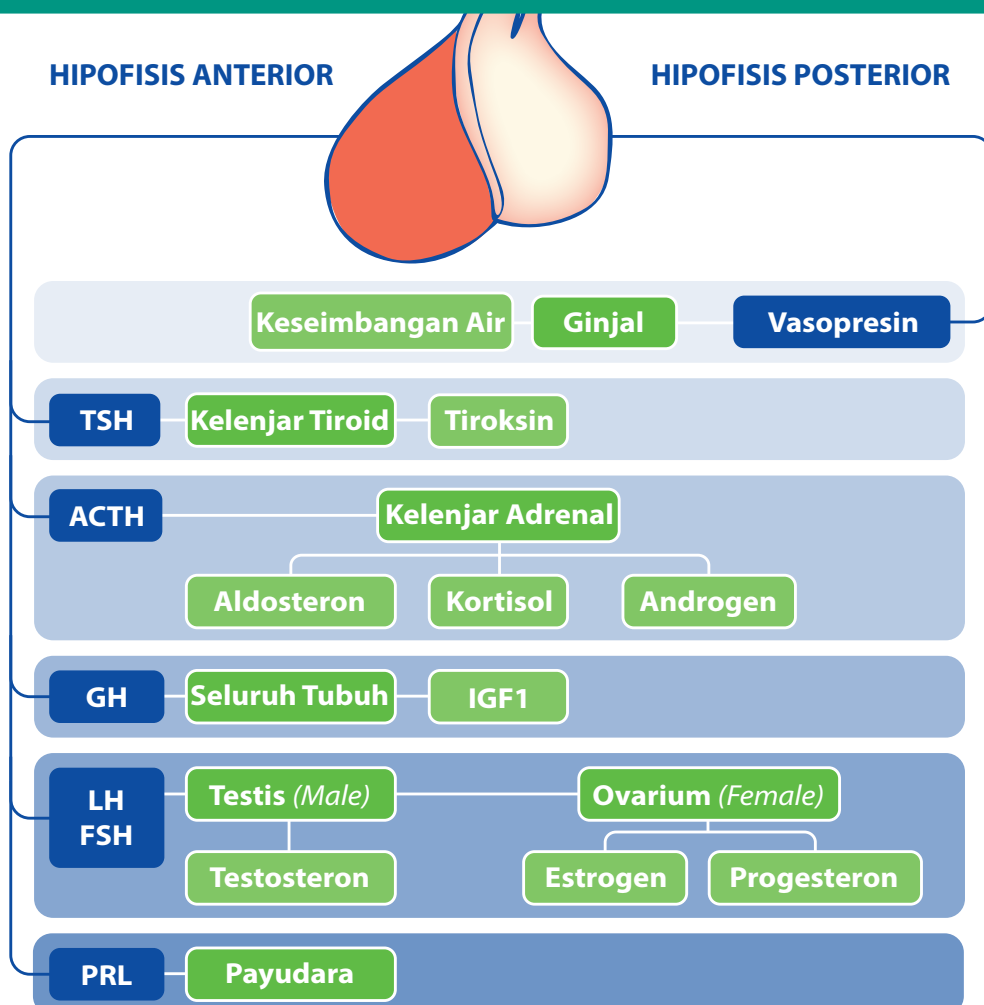 HIPOFISIS ANTERIOR
HIPOFISIS POSTERIOR
Keseimbangan Air
Ginjal
Vasopresin
TSH
Kelenjar Tiroid
Tiroksin
ACTH
Kelenjar Adrenal
Aldosteron
Kortisol
Androgen
GH
Seluruh Tubuh
IGF1
LH
FSH
Testis (Male)
Ovarium (Female)
Testosteron
Estrogen
Progesteron
PRL
Payudara